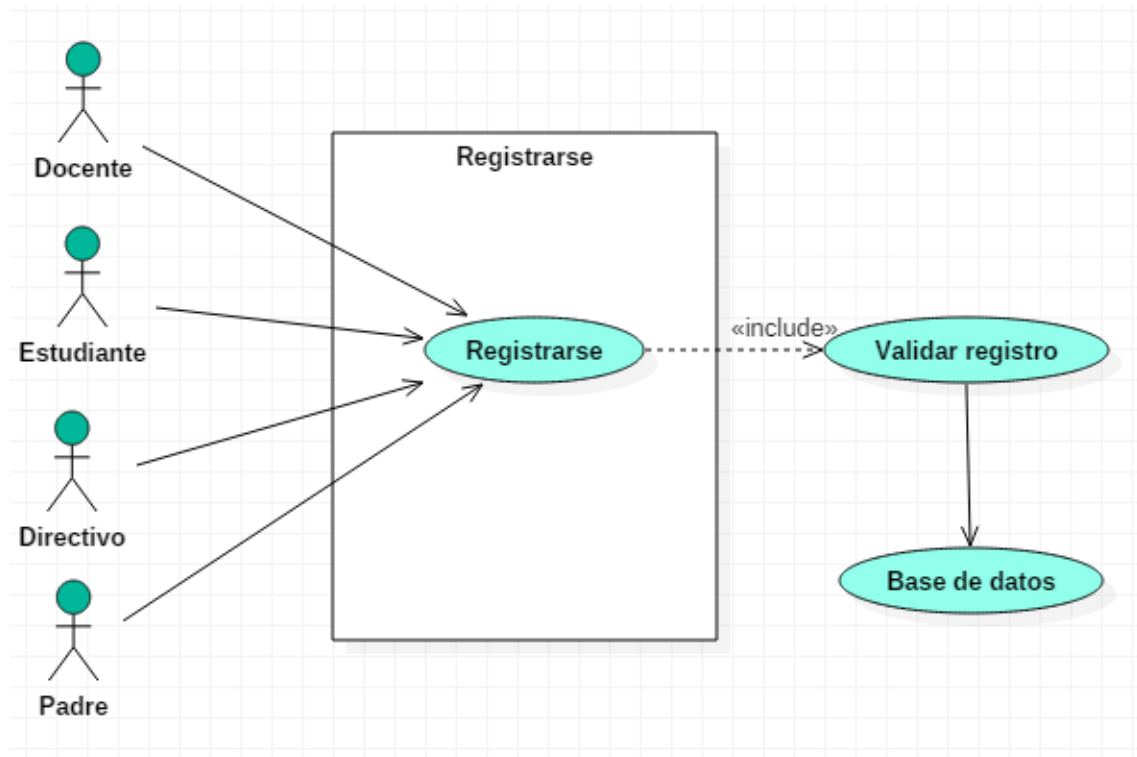 Docente
Registrarse
Estudiante
Registrarse
«include»
Validar registro
Directivo
Base de datos
Padre